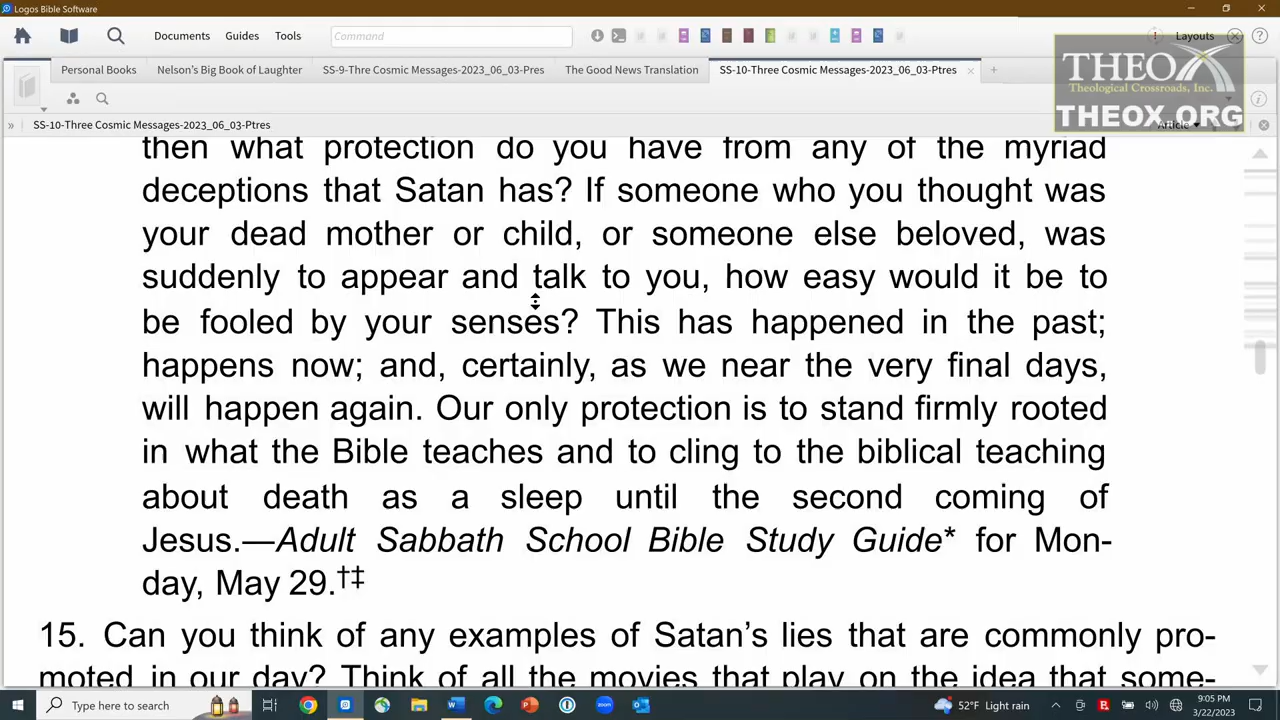 Logos Bible Software
Documents Guides Tools Command Layouts
Personal Books Nelson's Big Book of Laughter SS-9-Thre Cosmic Messages-2023_06_03-Pres The Good News Translation SS-10-Three Cosmic Messages-2023_06_03-Ptres
THEOX
Theological Crossroads, Inc.
THEOX.ORG
SS-10-Three Cosmic Messages-2023_06_03-Ptres Article
then what protection do you have from any of the myriad
deceptions that Satan has? If someone who you thought was
your dead mother or child, or someone else beloved, was
suddenly to appear and talk to you, how easy would it be to
be fooled by your senses? This has happened in the past;
happens now; and, certainly, as we near the very final days,
will happen again. Our only protection is to stand firmly rooted
in what the Bible teaches and to cling to the biblical teaching
about death as a sleep until the second coming of
Jesus.—Adult Sabbath School Bible Study Guide* for Mon-
day, May 29.†‡
15. Can you think of any examples of Satan's lies that are commonly pro-
moted in our day? Think of all the movies that play on the idea that some-
Type here to search 52°F Light rain 9:05 PM
3/22/2023